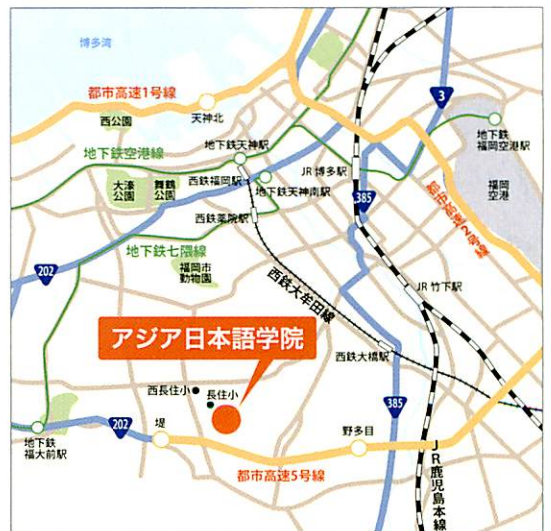 博多湾
都市高速1号線
天神北
西公園
3
地下鉄
福岡空港駅
地下鉄天神駅
地下鉄空港線
JR博多駅
西鉄福岡駅
地下鉄天神南駅
大濠
公園
舞鶴
公園
385
福岡
空港
都市高速2号線
西鉄薬院駅
地下鉄七隈線
202
福岡市
動物園
西鉄大牟田線
JR竹下駅
アジア日本語学院
西鉄大橋駅
西長住小
長住小
385
202
堤
野多目
地下鉄
福大前駅
都市高速5号線
JR鹿児島本線